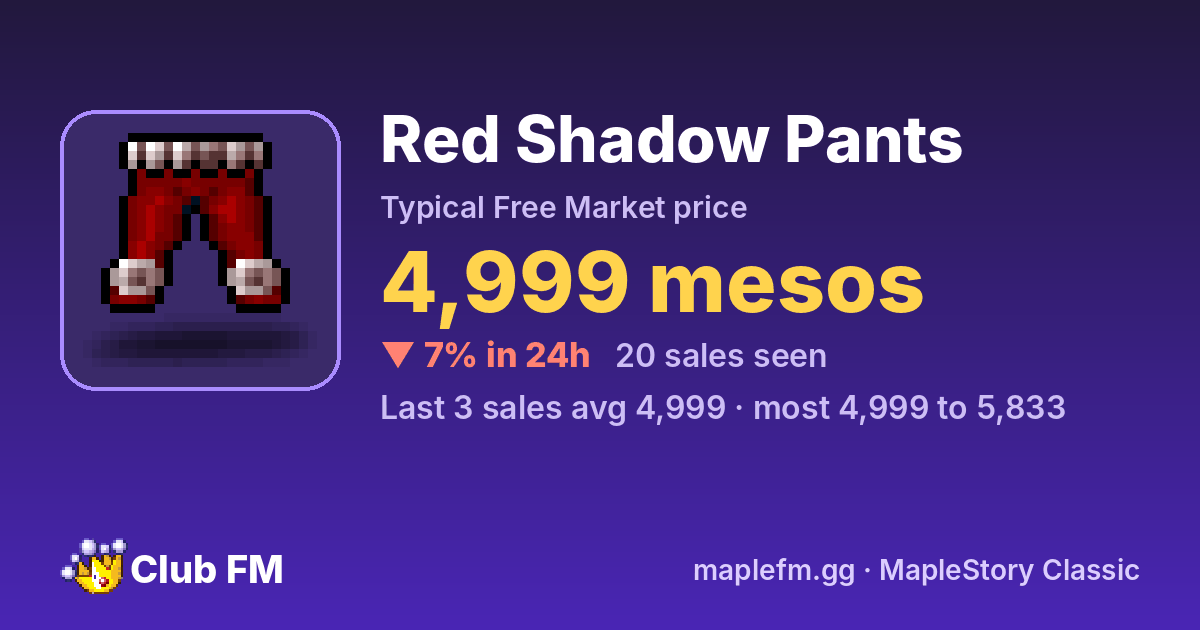 Red Shadow Pants
Typical Free Market price
4,999 mesos
▼ 7% in 24h 20 sales seen
Last 3 sales avg 4,999 · most 4,999 to 5,833
Club FM
maplefm.gg · MapleStory Classic